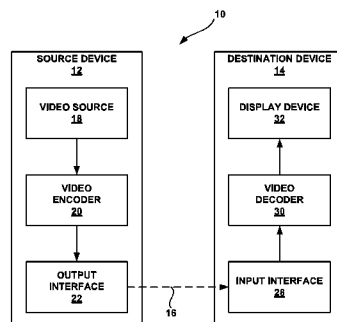 10
SOURCE DEVICE
12
VIDEO SOURCE
18
VIDEO
ENCODER
20
OUTPUT
INTERFACE
22
16
DESTINATION DEVICE
14
DISPLAY DEVICE
32
VIDEO
DECODER
30
INPUT INTERFACE
28